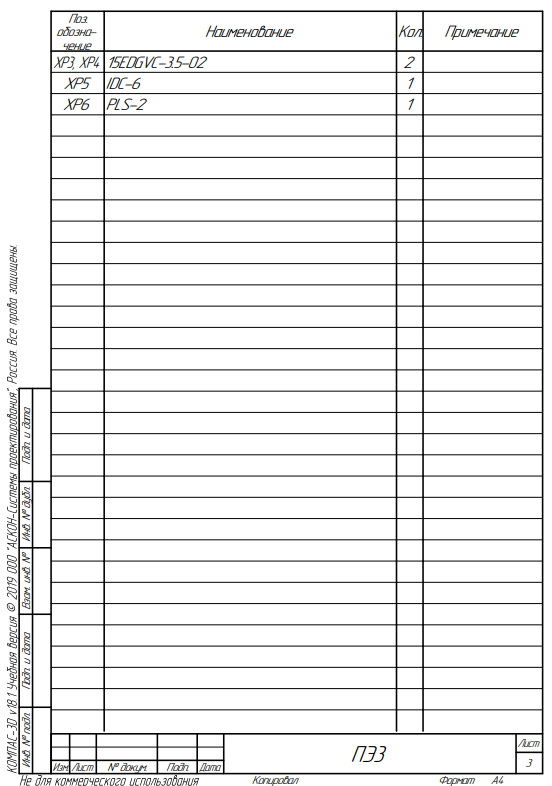 Поз. обозна- чение Наименование Кол. Примечание
XP3, XP4 15EDGVC-3.5-02 2
XP5 IDC-6 1
XP6 PLS-2 1
КОМПАС-3D v18.1 Учебная версия © 2019 ООО "АСКОН-Системы проектирования", Россия. Все права защищены.
Подп. и дата
Инв. № дубл.
Взам. инв. №
Подп. и дата
Инв. № подл.
Изм. Лист № докум. Подп. Дата
ПЭ3
Лист
3
Не для коммерческого использования Копировал Формат A4